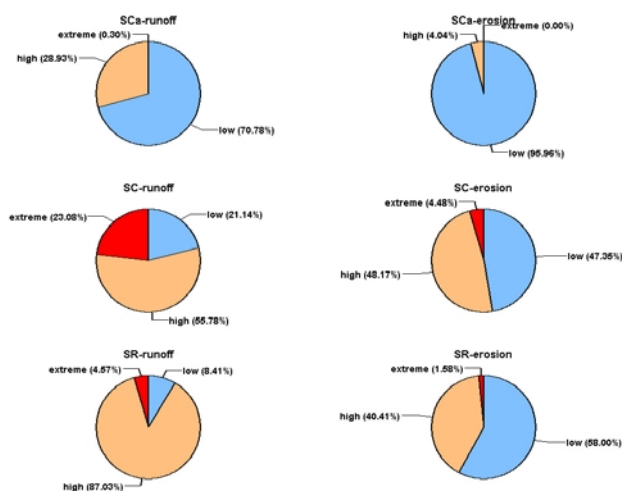 SCa-runoff
extreme (0.30%)
high (28.93%)
low (70.78%)
SCa-erosion
extreme (0.00%)
high (4.04%)
low (95.96%)
SC-runoff
extreme (23.08%)
low (21.14%)
high (55.78%)
SC-erosion
extreme (4.48%)
low (47.35%)
high (48.17%)
SR-runoff
extreme (4.57%)
low (8.41%)
high (87.03%)
SR-erosion
extreme (1.58%)
high (40.41%)
low (58.00%)